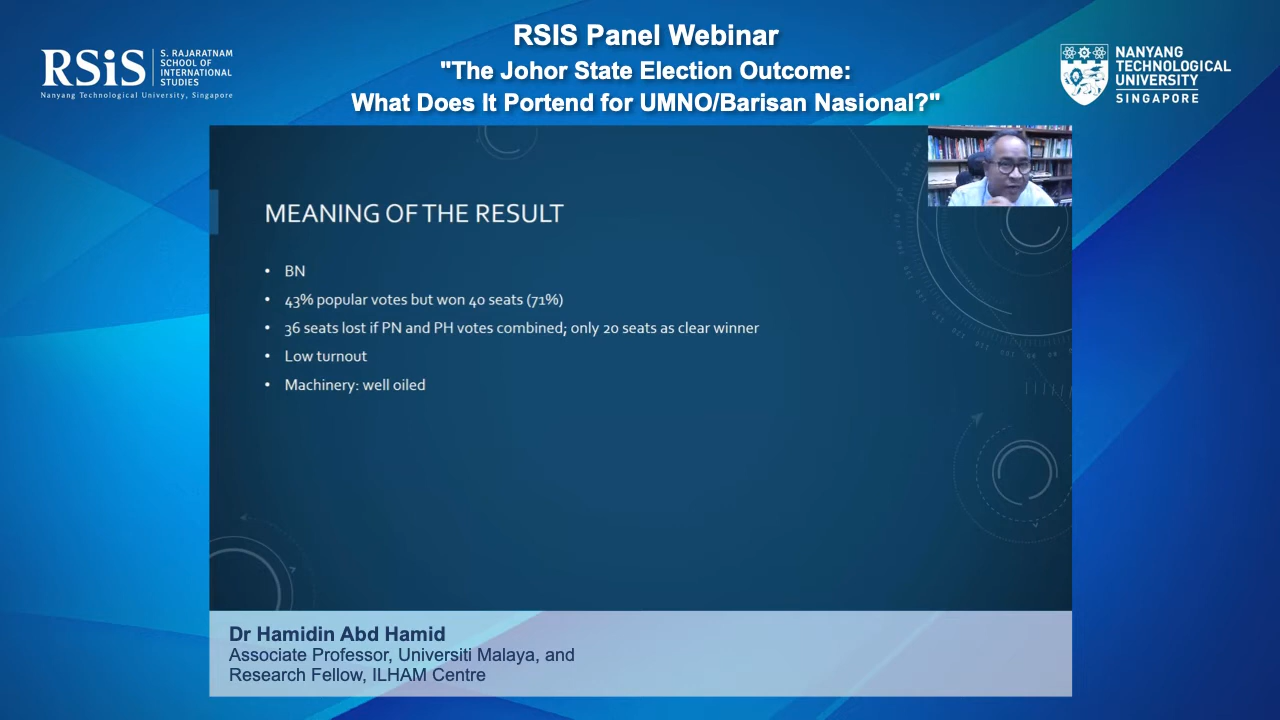 RSIS Panel Webinar
"The Johor State Election Outcome:
What Does It Portend for UMNO/Barisan Nasional?"
RSiS
S. RAJARATNAM
SCHOOL OF
INTERNATIONAL
STUDIES
Nanyang Technological University, Singapore
NANYANG
TECHNOLOGICAL
UNIVERSITY
SINGAPORE
MEANING OF THE RESULT
• BN
• 43% popular votes but won 40 seats (71%)
• 36 seats lost if PN and PH votes combined; only 20 seats as clear winner
• Low turnout
• Machinery: well oiled
Dr Hamidin Abd Hamid
Associate Professor, Universiti Malaya, and
Research Fellow, ILHAM Centre